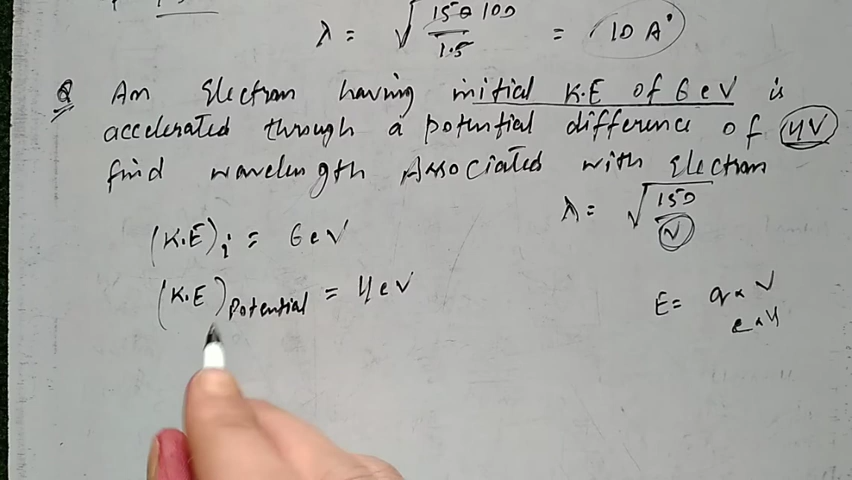 λ = √150 100 / 1.5 = 10 A°
Q An Electron having initial K.E of 6eV is
accelerated through a potential difference of 4V
find wavelength Associated with Electron
λ = √150 / V
(K.E)i = 6eV
(K.E)Potential = 4eV
E = q × V
e × 4